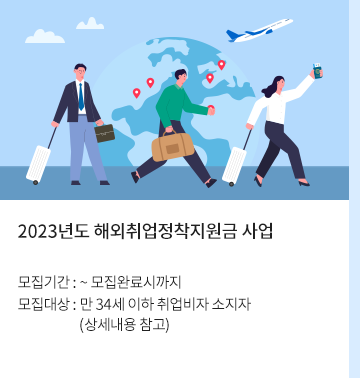 2023년도 해외취업정착지원금 사업
모집기간 : ~ 모집완료시까지
모집대상 : 만 34세 이하 취업비자 소지자
(상세내용 참고)